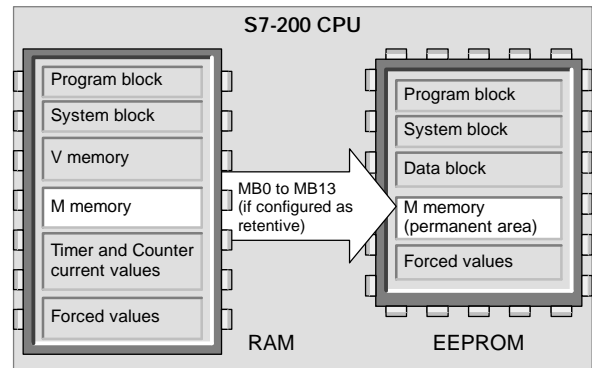 S7-200 CPU
Program block
System block
V memory
M memory
Timer and Counter
current values
Forced values
RAM
MB0 to MB13
(if configured as
retentive)
Program block
System block
Data block
M memory
(permanent area)
Forced values
EEPROM